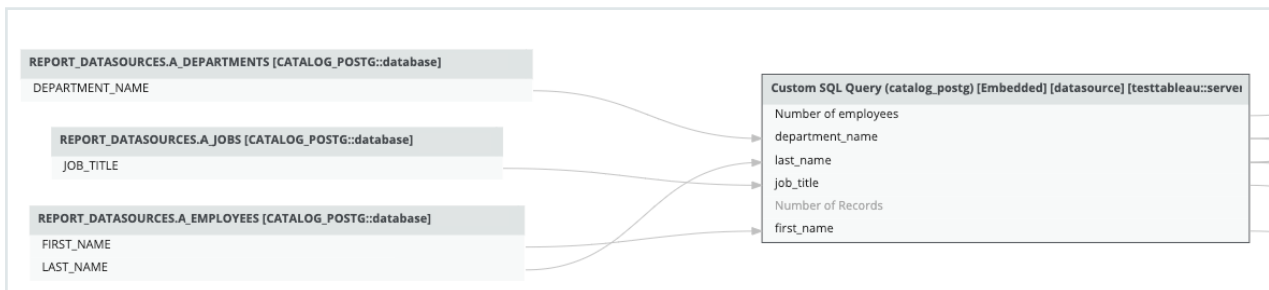 REPORT_DATASOURCES.A_DEPARTMENTS [CATALOG_POSTG::database]
DEPARTMENT_NAME
REPORT_DATASOURCES.A_JOBS [CATALOG_POSTG::database]
JOB_TITLE
REPORT_DATASOURCES.A_EMPLOYEES [CATALOG_POSTG::database]
FIRST_NAME
LAST_NAME
Custom SQL Query (catalog_postg) [Embedded] [datasource] [testtableau::server
Number of employees
department_name
last_name
job_title
Number of Records
first_name